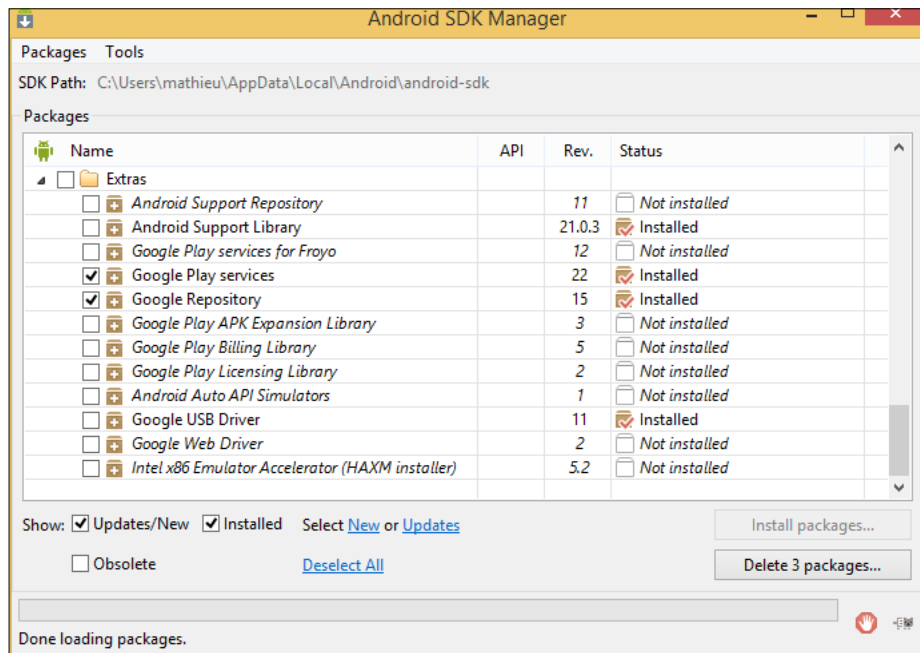 Android SDK Manager
Packages Tools
SDK Path: C:\Users\mathieu\AppData\Local\Android\android-sdk
Packages
Name API Rev. Status
Extras
Android Support Repository 11 Not installed
Android Support Library 21.0.3 Installed
Google Play services for Froyo 12 Not installed
Google Play services 22 Installed
Google Repository 15 Installed
Google Play APK Expansion Library 3 Not installed
Google Play Billing Library 5 Not installed
Google Play Licensing Library 2 Not installed
Android Auto API Simulators 1 Not installed
Google USB Driver 11 Installed
Google Web Driver 2 Not installed
Intel x86 Emulator Accelerator (HAXM installer) 5.2 Not installed
Show: Updates/New Installed Select New or Updates Install packages...
Obsolete Deselect All Delete 3 packages...
Done loading packages.